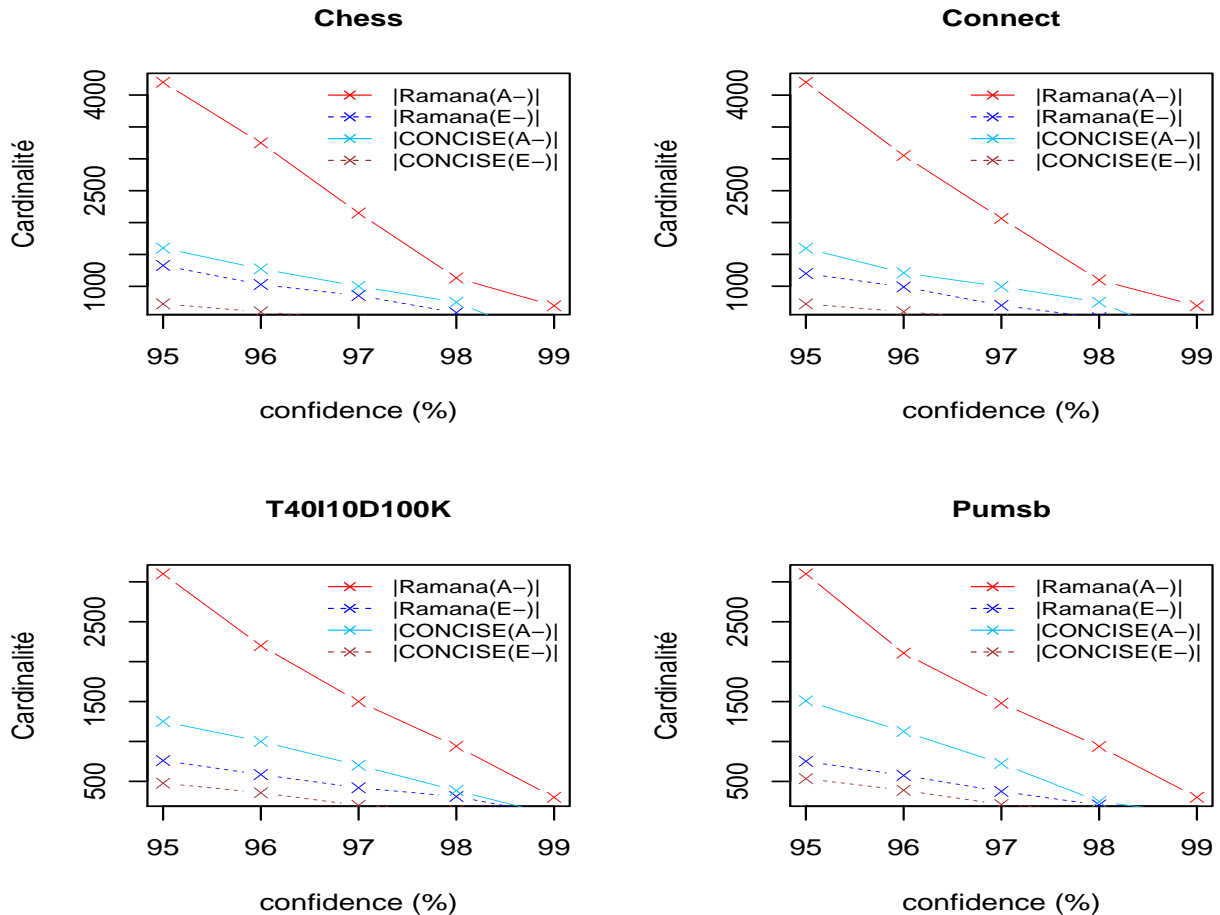 Chess
Cardinalité
4000
2500
1000
|Ramana(A−)|
|Ramana(E−)|
|CONCISE(A−)|
|CONCISE(E−)|
95 96 97 98 99
confidence (%)
Connect
Cardinalité
4000
2500
1000
|Ramana(A−)|
|Ramana(E−)|
|CONCISE(A−)|
|CONCISE(E−)|
95 96 97 98 99
confidence (%)
T40I10D100K
Cardinalité
2500
1500
500
|Ramana(A−)|
|Ramana(E−)|
|CONCISE(A−)|
|CONCISE(E−)|
95 96 97 98 99
confidence (%)
Pumsb
Cardinalité
2500
1500
500
|Ramana(A−)|
|Ramana(E−)|
|CONCISE(A−)|
|CONCISE(E−)|
95 96 97 98 99
confidence (%)